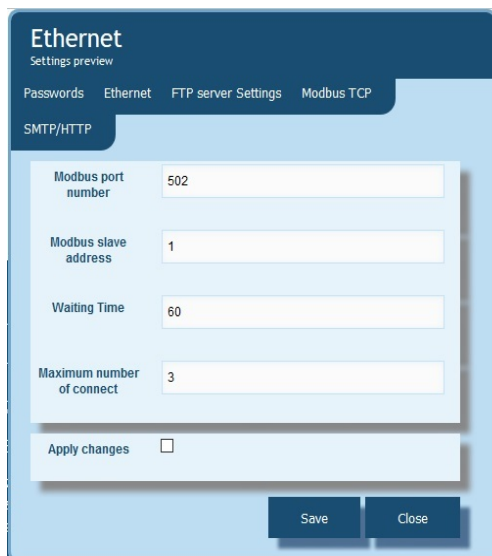 Ethernet
Settings preview
Passwords Ethernet FTP server Settings Modbus TCP
SMTP/HTTP
Modbus port
number
502
Modbus slave
address
1
Waiting Time
60
Maximum number
of connect
3
Apply changes
Save Close